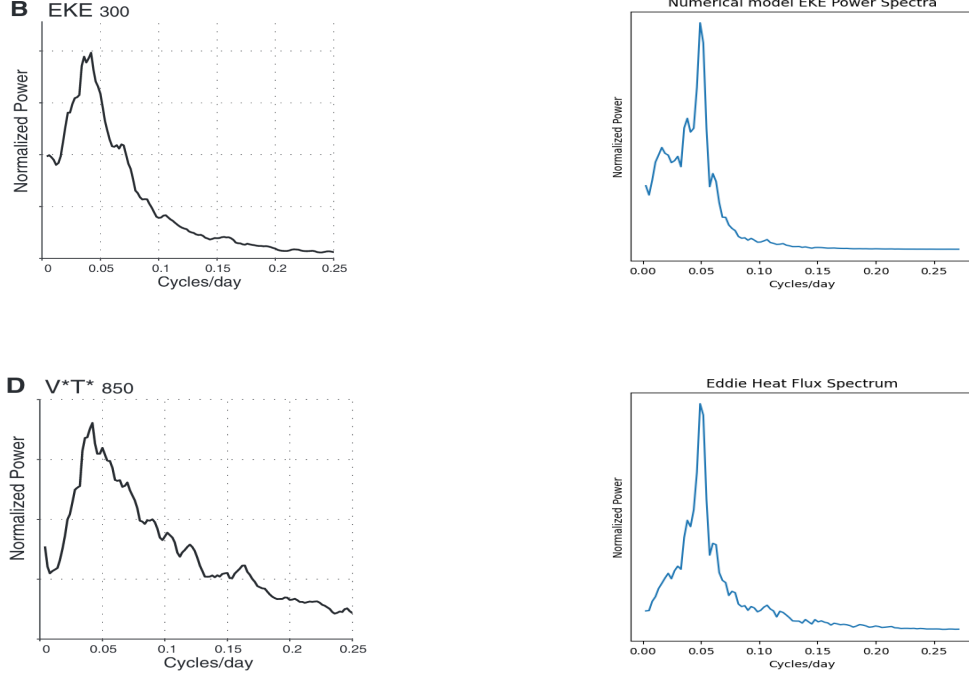 B EKE 300
Normalized Power
0 0.05 0.1 0.15 0.2 0.25
Cycles/day
Numerical model EKE Power Spectra
Normalized Power
0.00 0.05 0.10 0.15 0.20 0.25
Cycles/day
D V*T* 850
Normalized Power
0 0.05 0.1 0.15 0.2 0.25
Cycles/day
Eddie Heat Flux Spectrum
Normalized Power
0.00 0.05 0.10 0.15 0.20 0.25
Cycles/day